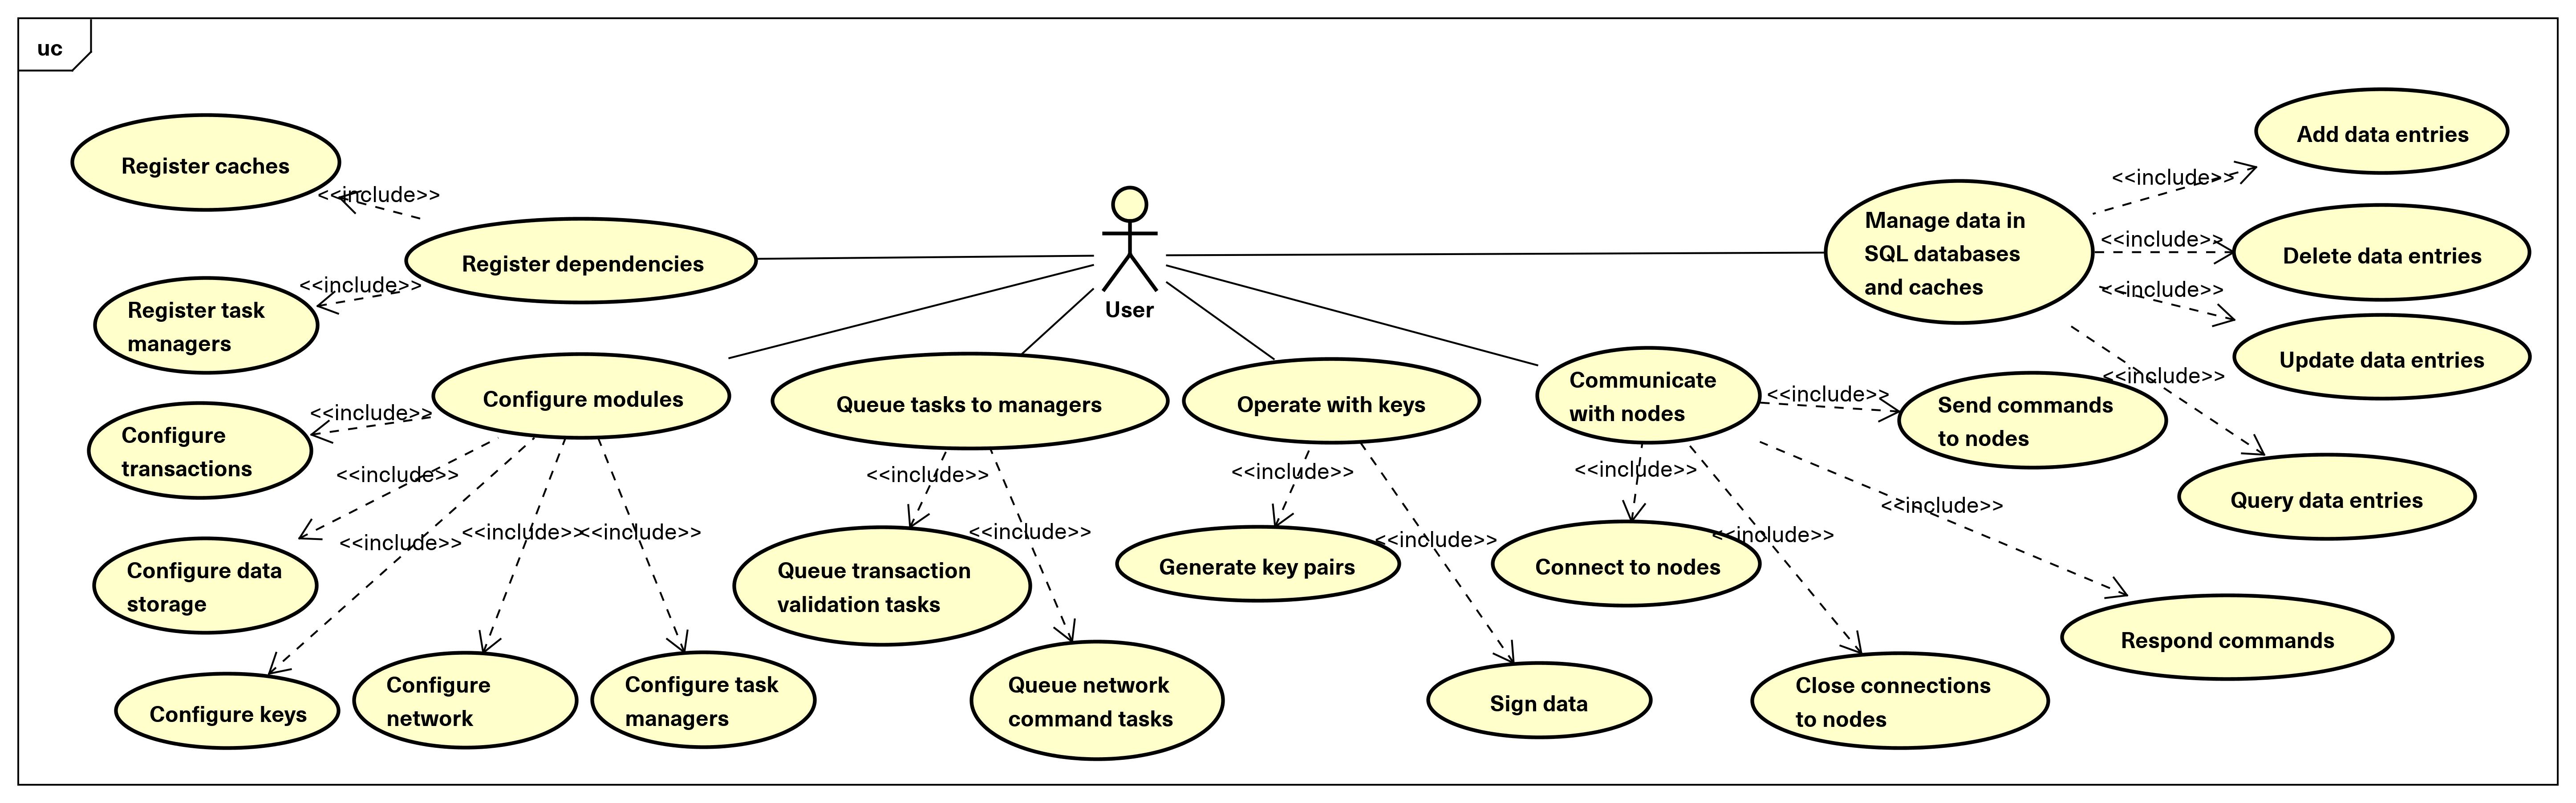 uc
Register caches
<<include>>
Register dependencies
<<include>>
Register task
managers
User
Manage data in
SQL databases
and caches
<<include>>
Add data entries
<<include>>
Delete data entries
<<include>>
Update data entries
<<include>>
Query data entries
Configure modules
<<include>>
Configure
transactions
<<include>>
Configure data
storage
<<include>>
Configure keys
<<include>>
Configure
network
<<include>>
Configure task
managers
Queue tasks to managers
<<include>>
Queue transaction
validation tasks
<<include>>
Queue network
command tasks
Operate with keys
<<include>>
Generate key pairs
<<include>>
Sign data
Communicate
with nodes
<<include>>
Send commands
to nodes
<<include>>
Connect to nodes
<<include>>
Close connections
to nodes
<<include>>
Respond commands